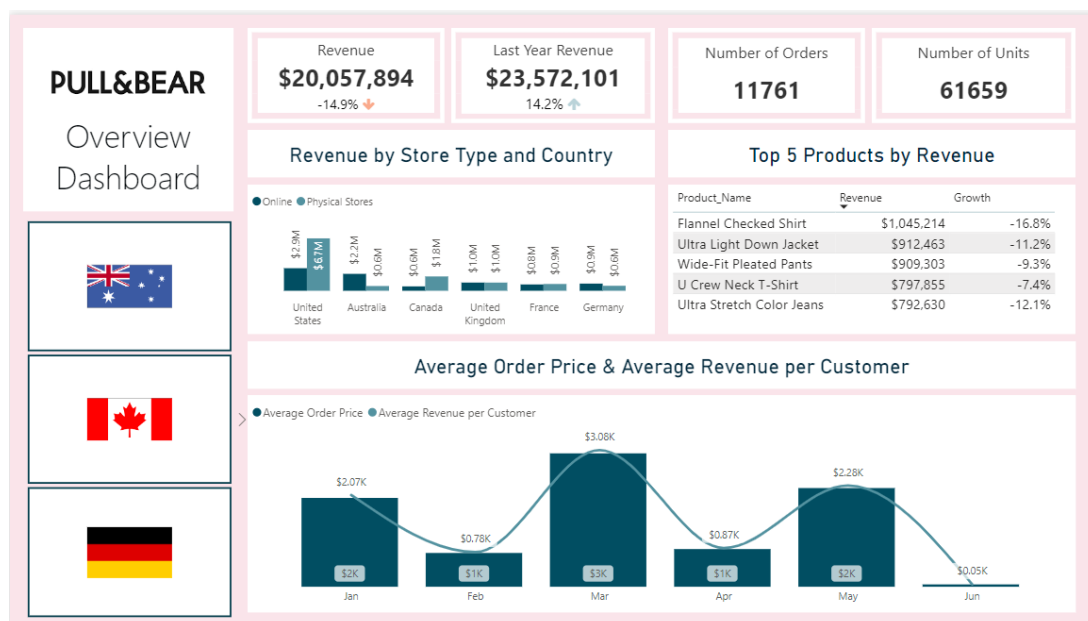 PULL&BEAR
Overview
Dashboard
Revenue
$20,057,894
-14.9%
Last Year Revenue
$23,572,101
14.2%
Number of Orders
11761
Number of Units
61659
Revenue by Store Type and Country
Online Physical Stores
$2.9M $6.7M $2.2M $0.6M $0.6M $1.8M $1.0M $1.0M $0.8M $0.9M $0.9M $0.6M
United States Australia Canada United Kingdom France Germany
Top 5 Products by Revenue
Product_Name Revenue Growth
Flannel Checked Shirt $1,045,214 -16.8%
Ultra Light Down Jacket $912,463 -11.2%
Wide-Fit Pleated Pants $909,303 -9.3%
U Crew Neck T-Shirt $797,855 -7.4%
Ultra Stretch Color Jeans $792,630 -12.1%
Average Order Price & Average Revenue per Customer
Average Order Price Average Revenue per Customer
$2.07K $0.78K $3.08K $0.87K $2.28K $0.05K
$2K $1K $3K $1K $2K
Jan Feb Mar Apr May Jun